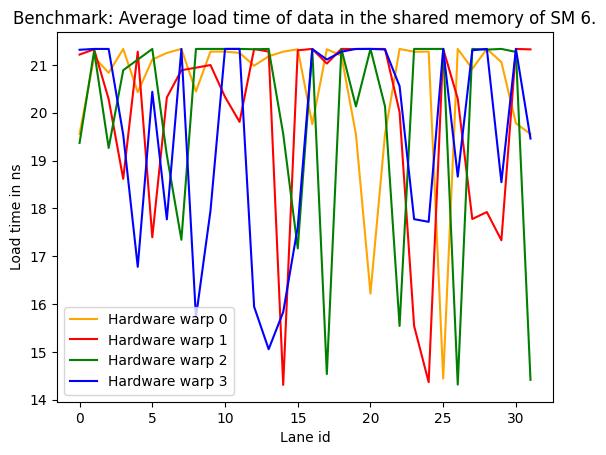 Benchmark: Average load time of data in the shared memory of SM 6.
Load time in ns
21
20
19
18
17
16
15
14
Hardware warp 0
Hardware warp 1
Hardware warp 2
Hardware warp 3
0 5 10 15 20 25 30
Lane id